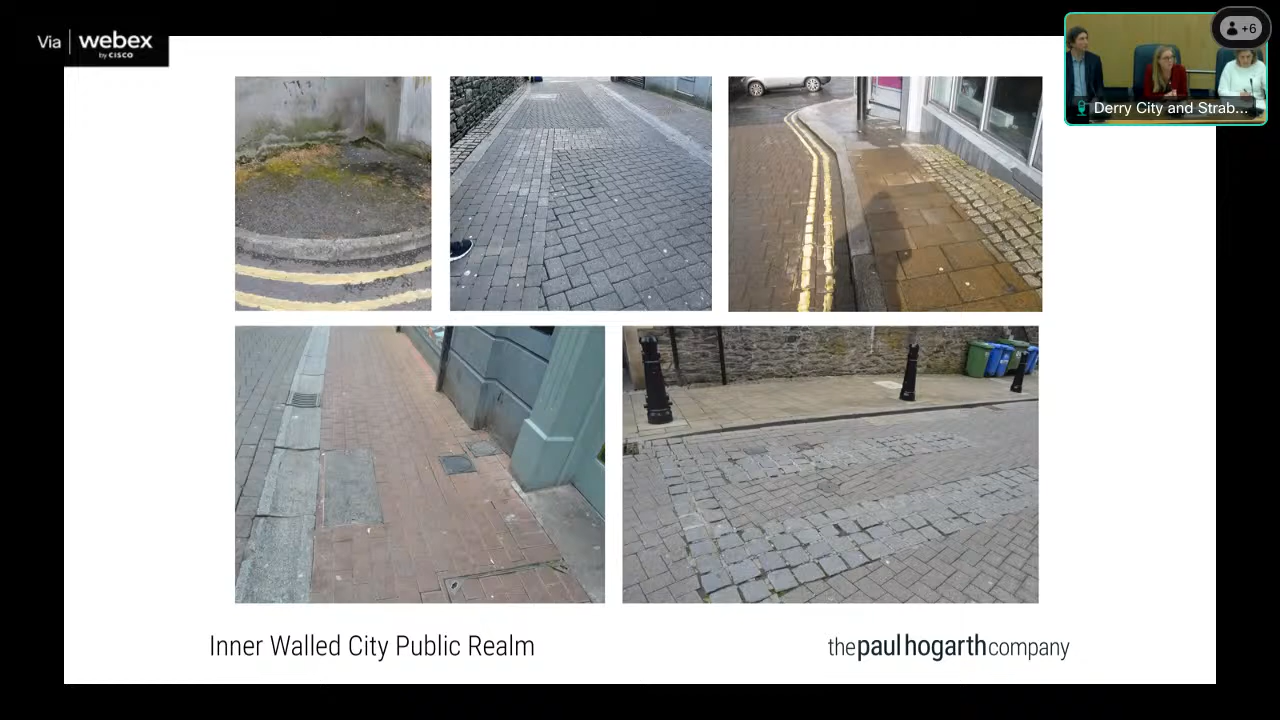 Via webex
by CISCO
+6
Derry City and Strab...
Inner Walled City Public Realm
thepaulhogarthcompany